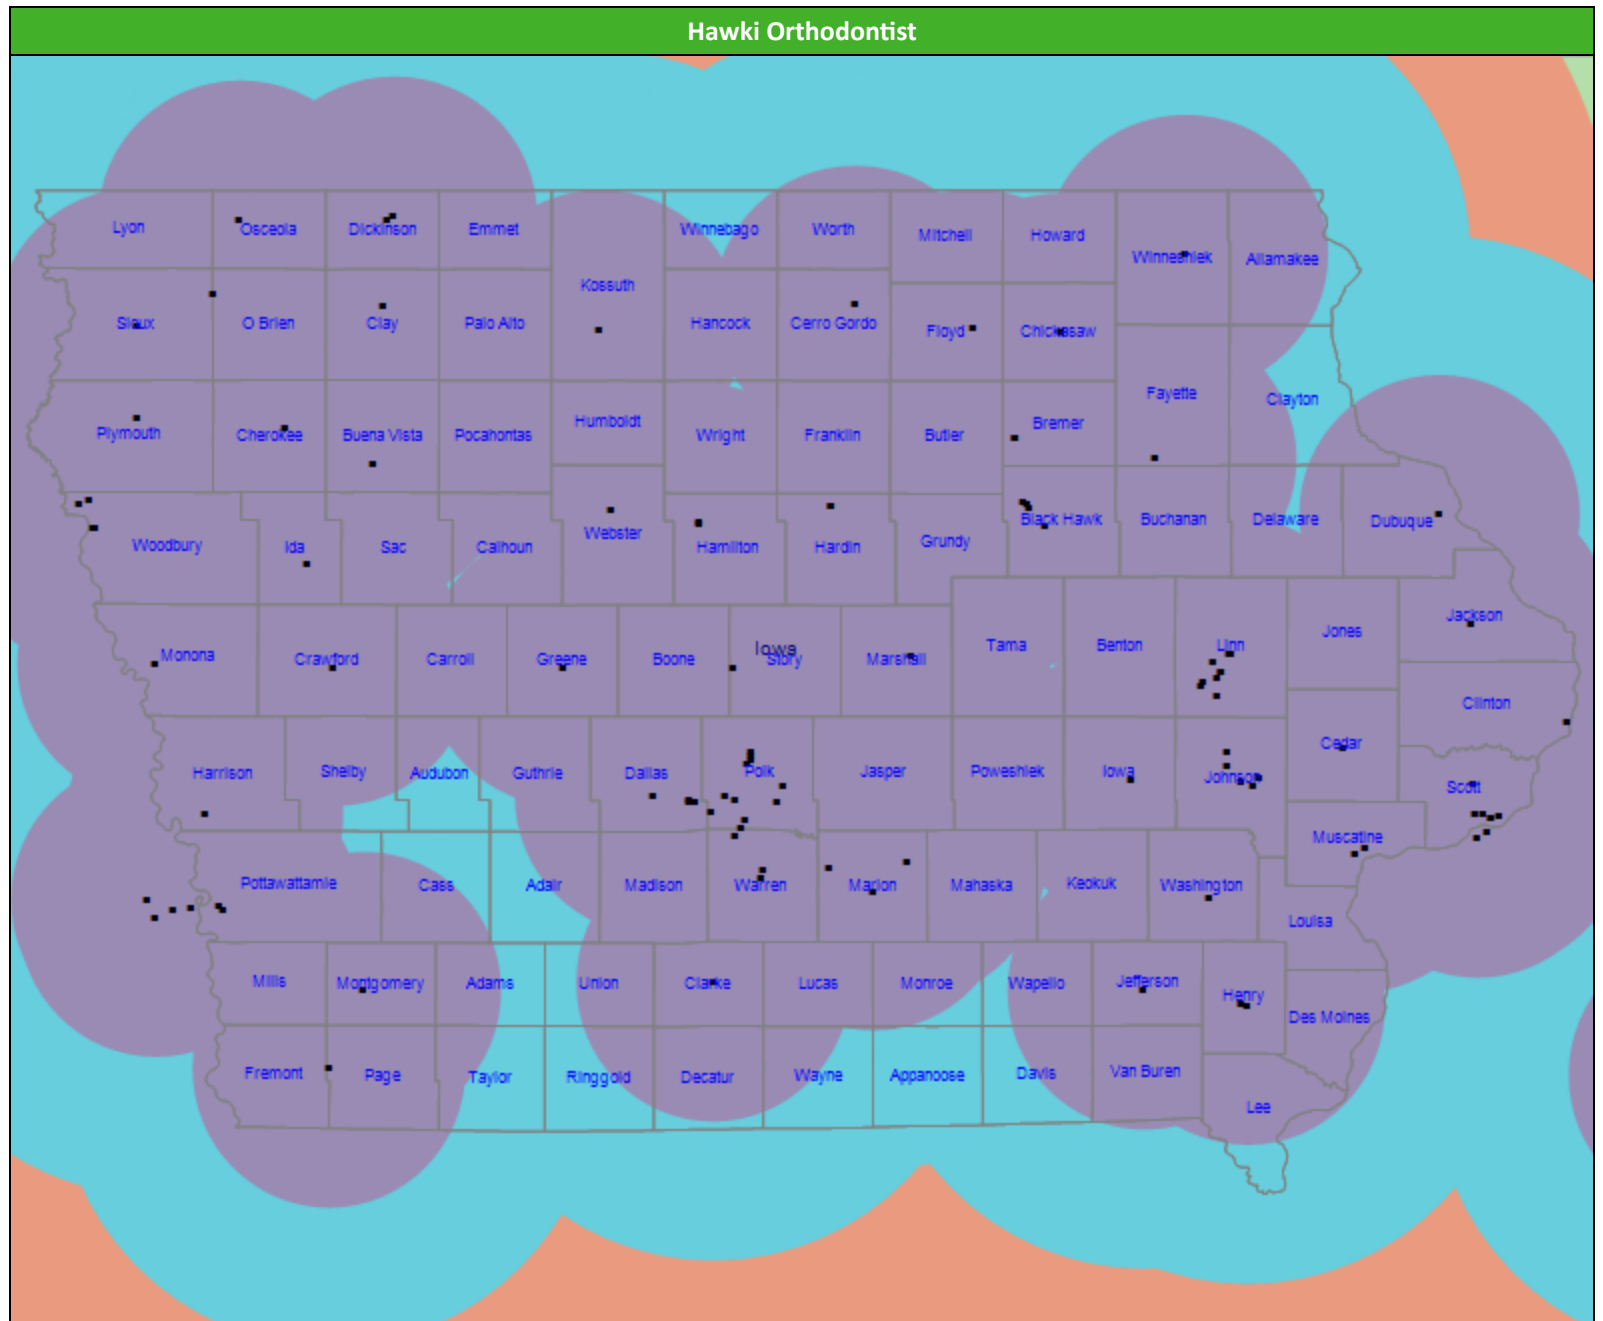 Hawki Orthodontist
Lyon
Osceola
Dickinson
Emmet
Winnebago
Worth
Mitchell
Howard
Winneshiek
Allamakee
Kossuth
Sioux
O Brien
Clay
Palo Alto
Hancock
Cerro Gordo
Floyd
Chickasaw
Fayette
Clayton
Plymouth
Cherokee
Buena Vista
Pocahontas
Humboldt
Wright
Franklin
Butler
Bremer
Woodbury
Ida
Sac
Calhoun
Webster
Hamilton
Hardin
Grundy
Black Hawk
Buchanan
Delaware
Dubuque
Monona
Crawford
Carroll
Greene
Boone
Iowa
Story
Marshall
Tama
Benton
Linn
Jones
Jackson
Clinton
Harrison
Shelby
Audubon
Guthrie
Dallas
Polk
Jasper
Poweshiek
Iowa
Johnson
Cedar
Scott
Muscatine
Pottawattamie
Cass
Adair
Madison
Warren
Marion
Mahaska
Keokuk
Washington
Louisa
Mills
Montgomery
Adams
Union
Clarke
Lucas
Monroe
Wapello
Jefferson
Henry
Des Moines
Fremont
Page
Taylor
Ringgold
Decatur
Wayne
Appanoose
Davis
Van Buren
Lee